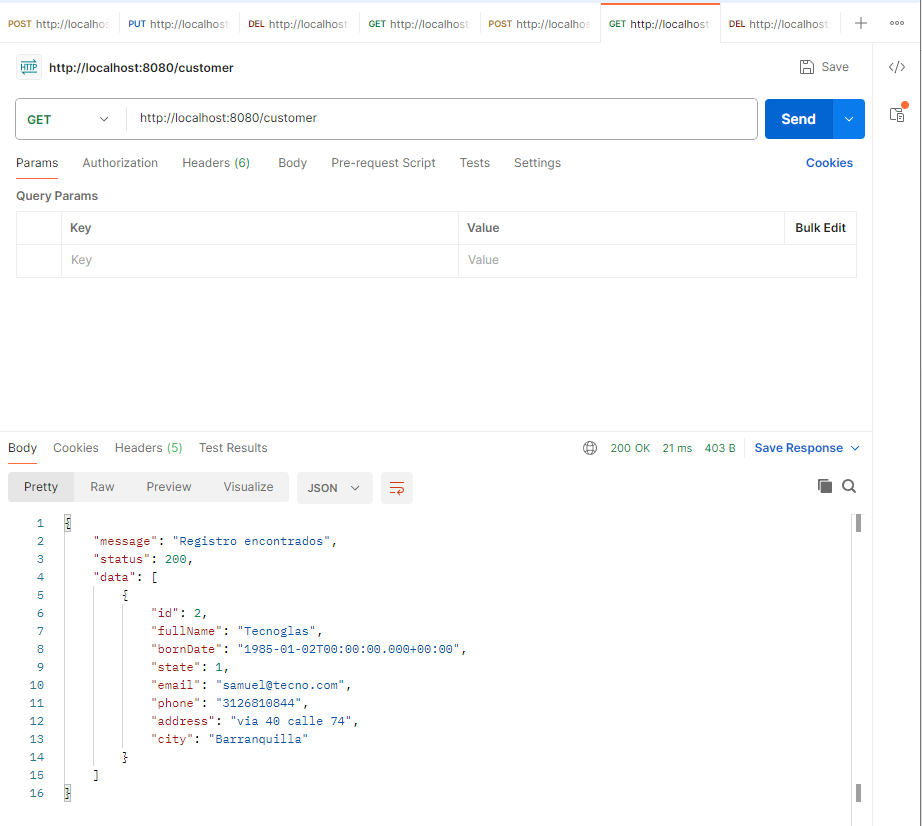 POST http://localhost PUT http://localhost DEL http://localhost GET http://localhost POST http://localhost GET http://localhost DEL http://localhost
HTTP http://localhost:8080/customer Save
GET http://localhost:8080/customer Send
Params Authorization Headers (6) Body Pre-request Script Tests Settings Cookies
Query Params
Key Value Bulk Edit
Key Value
Body Cookies Headers (5) Test Results 200 OK 21 ms 403 B Save Response
Pretty Raw Preview Visualize JSON
1 {
2 "message": "Registro encontrados",
3 "status": 200,
4 "data": [
5 {
6 "id": 2,
7 "fullName": "Tecnoglas",
8 "bornDate": "1985-01-02T00:00:00.000+00:00",
9 "state": 1,
10 "email": "samuel@tecno.com",
11 "phone": "3126810844",
12 "address": "via 40 calle 74",
13 "city": "Barranquilla"
14 }
15 ]
16 }